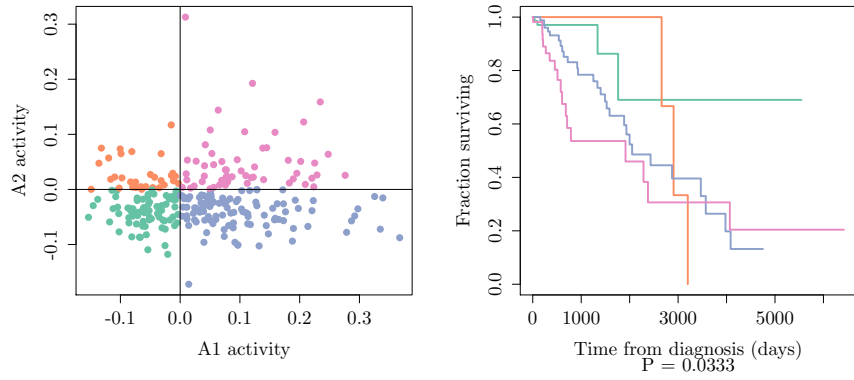 0.3
0.2
0.1
0.0
-0.1
A2 activity
-0.1 0.0 0.1 0.2 0.3
A1 activity
1.0
0.8
0.6
0.4
0.2
0.0
Fraction surviving
0 1000 3000 5000
Time from diagnosis (days)
P = 0.0333